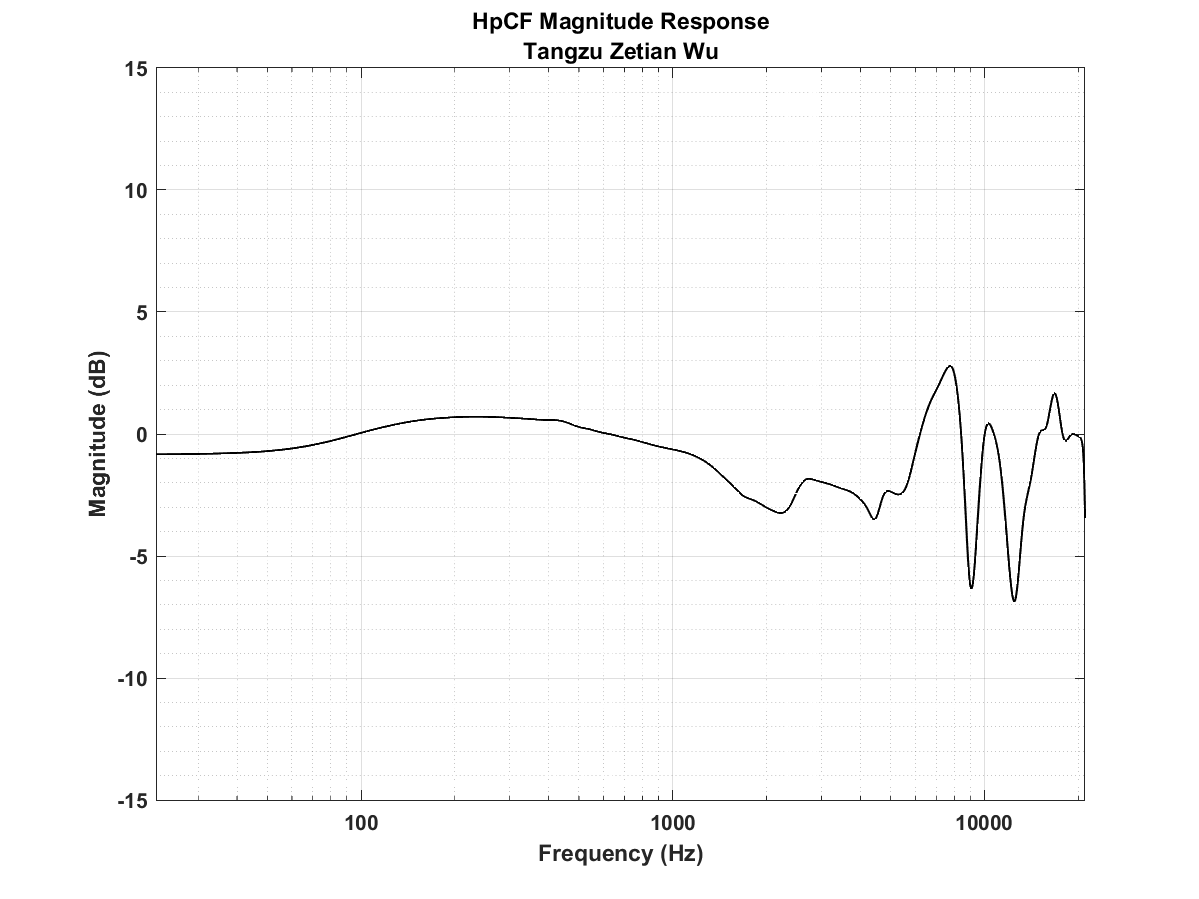 HpCF Magnitude Response
Tangzu Zetian Wu
15
10
5
0
-5
-10
-15
Magnitude (dB)
100
1000
10000
Frequency (Hz)